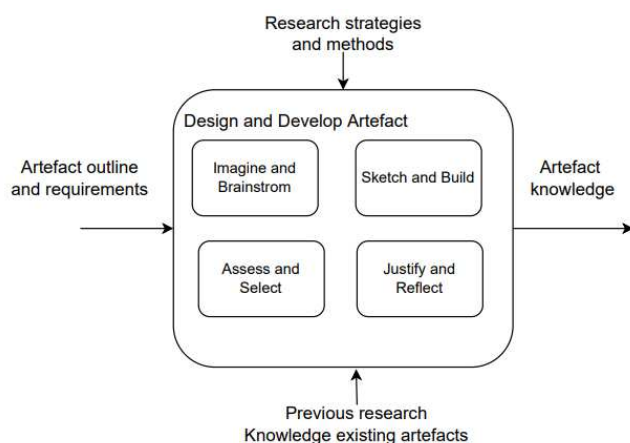 Research strategies
and methods
Design and Develop Artefact
Imagine and
Brainstrom
Sketch and Build
Artefact outline
and requirements
Artefact
knowledge
Assess and
Select
Justify and
Reflect
Previous research
Knowledge existing artefacts